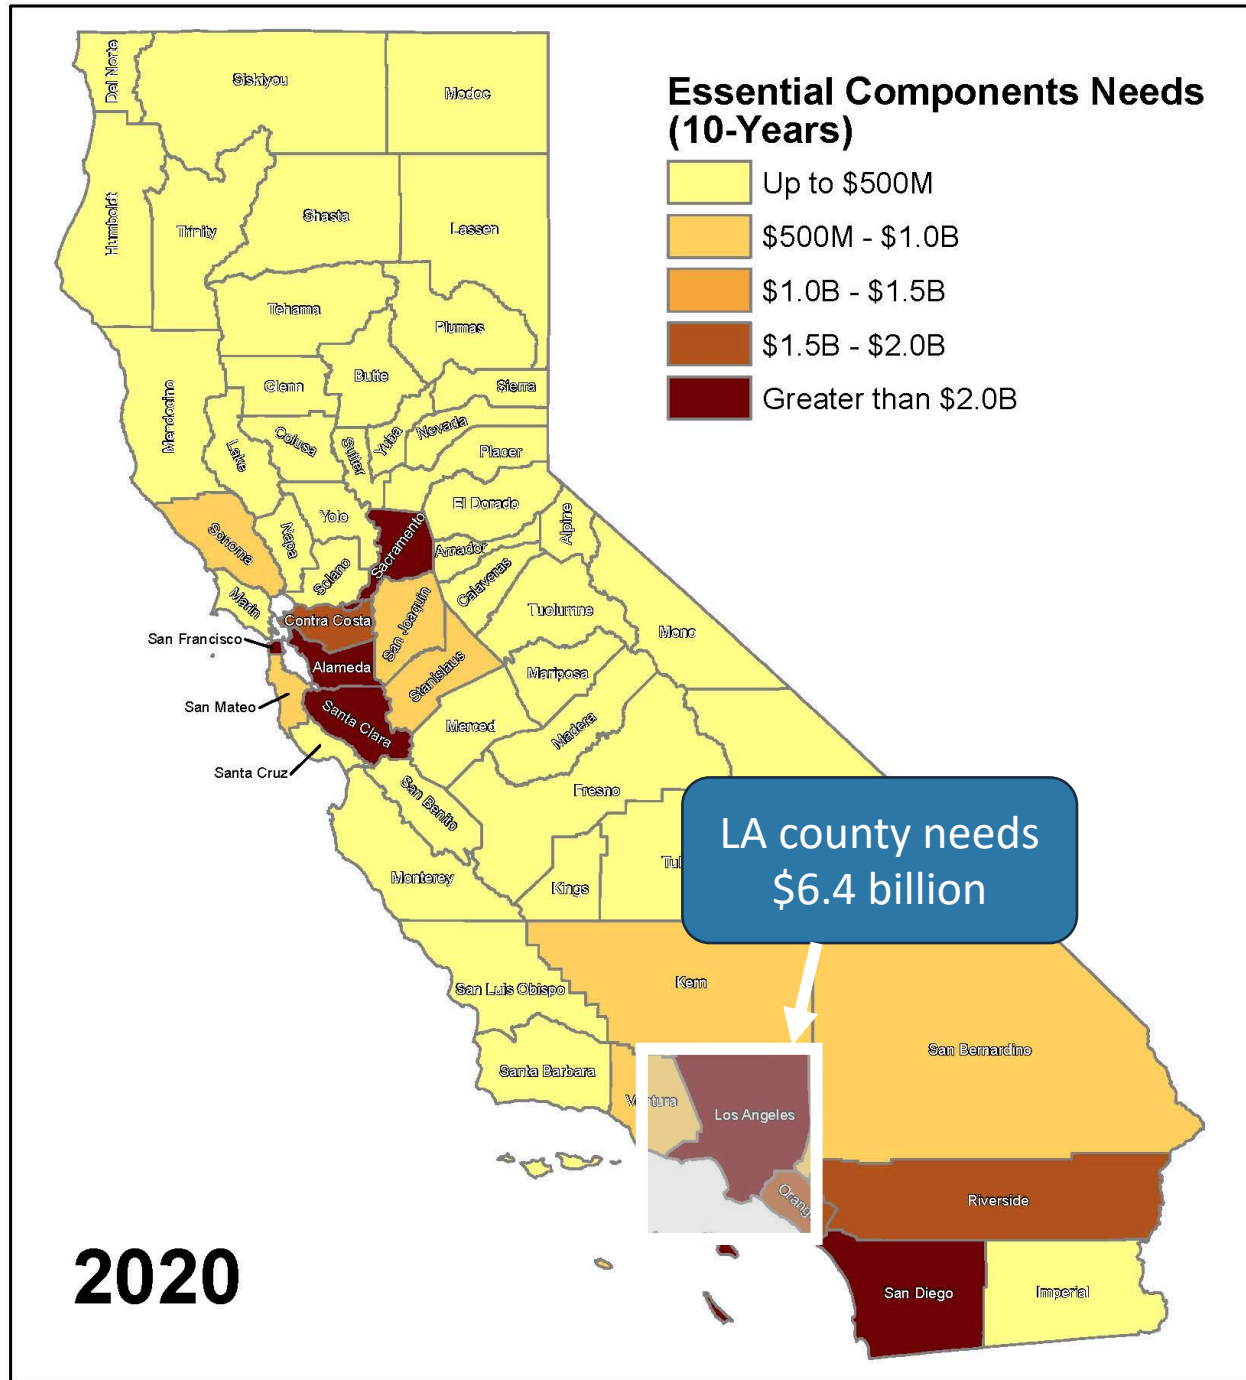 Essential Components Needs
(10-Years)
Up to $500M
$500M - $1.0B
$1.0B - $1.5B
$1.5B - $2.0B
Greater than $2.0B
Del Norte
Siskiyou
Modoc
Humboldt
Trinity
Shasta
Lassen
Tehama
Plumas
Mendocino
Glenn
Butte
Sierra
Lake
Colusa
Sutter
Yuba
Nevada
Placer
Sonoma
Napa
Yolo
Sacramento
El Dorado
Alpine
Amador
Solano
Marin
Calaveras
Contra Costa
San Joaquin
Tuolumne
Mono
San Francisco
Alameda
Stanislaus
Mariposa
San Mateo
Santa Clara
Merced
Madera
Santa Cruz
San Benito
Fresno
LA county needs
$6.4 billion
Tul
Kings
Monterey
San Luis Obispo
Kern
San Bernardino
Santa Barbara
Ventura
Los Angeles
Orange
Riverside
2020
San Diego
Imperial